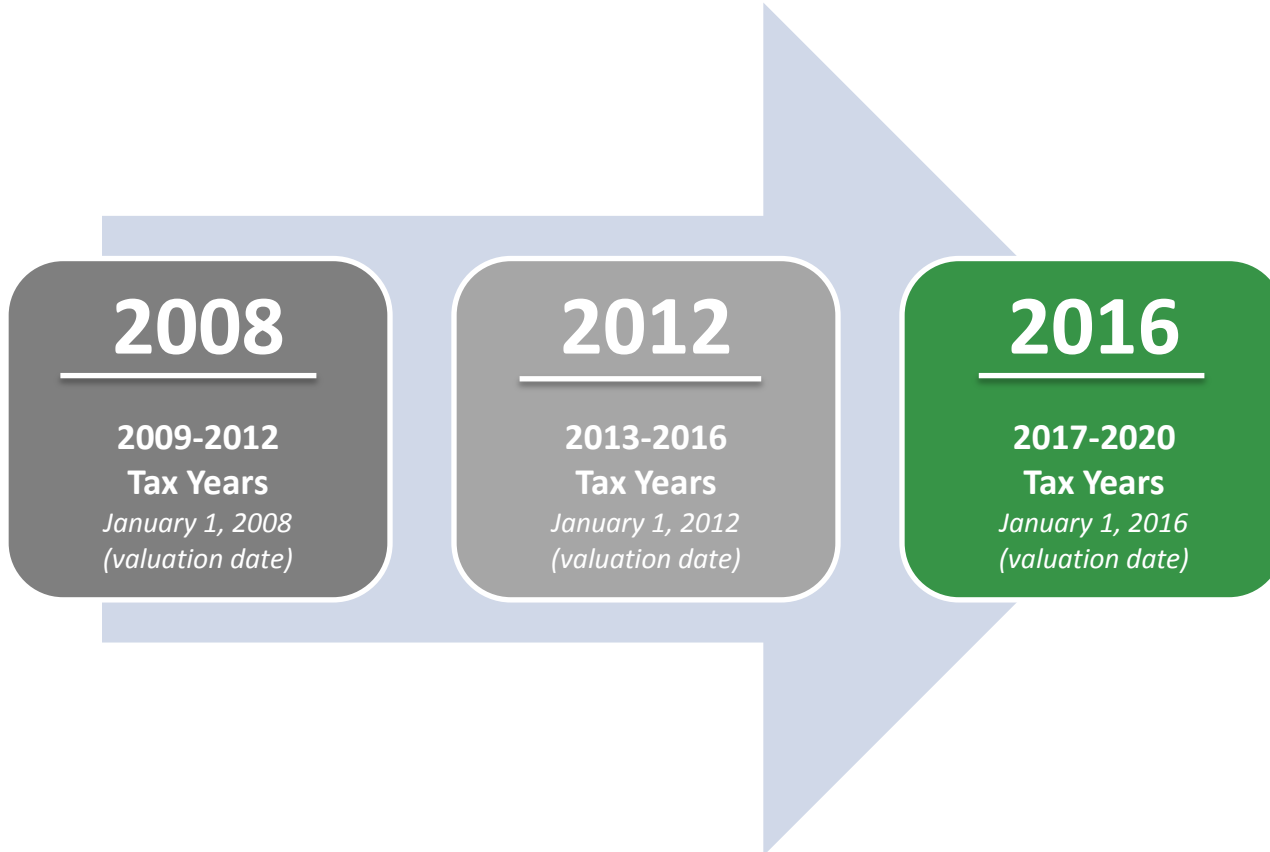 2008
2009-2012
Tax Years
January 1, 2008
(valuation date)
2012
2013-2016
Tax Years
January 1, 2012
(valuation date)
2016
2017-2020
Tax Years
January 1, 2016
(valuation date)